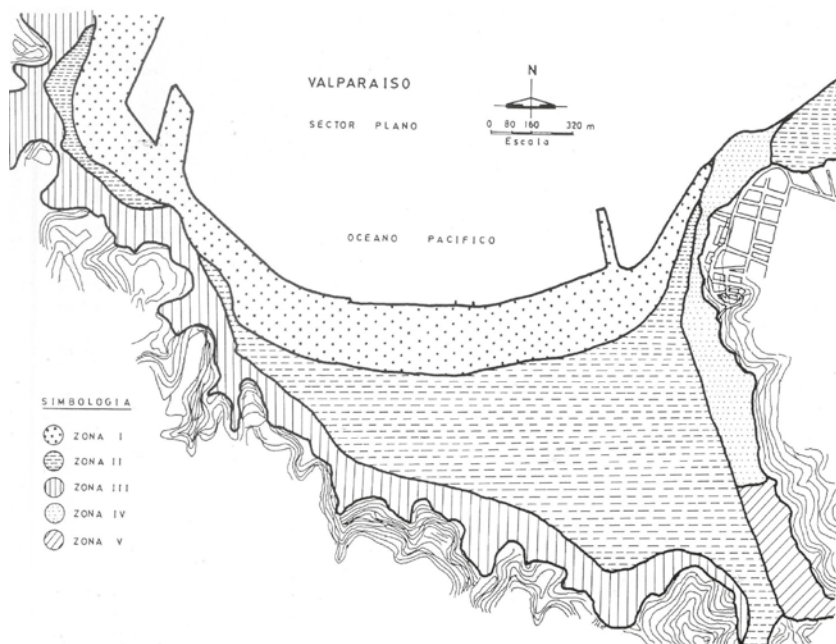 VALPARAISO
N
SECTOR PLANO
0 80 160 320 m
Escala
OCEANO PACIFICO
SIMBOLOGIA
ZONA I
ZONA II
ZONA III
ZONA IV
ZONA V